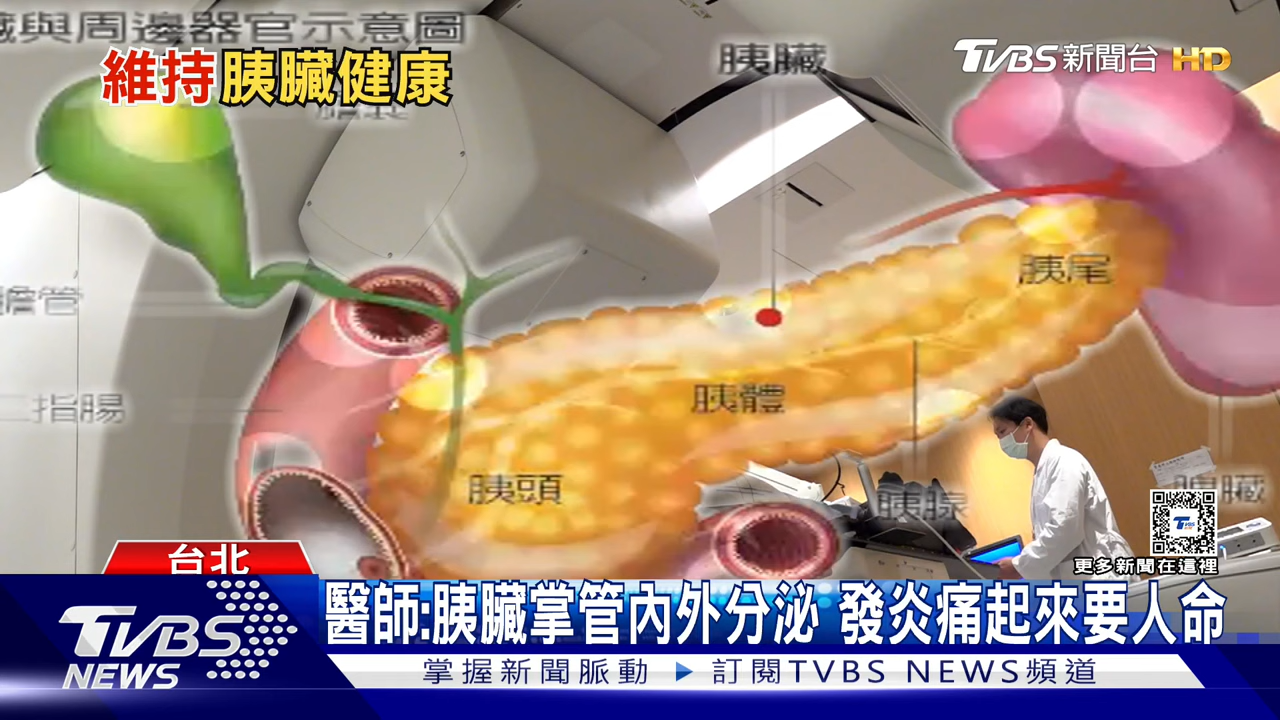 與周邊器官示意圖
維持胰臟健康
胰臟
TVBS新聞台 HD
胰尾
膽管
胰體
二指腸
胰頭
胰腺
TVBS
更多新聞在這裡
台北
醫師:胰臟掌管內外分泌 發炎痛起來要人命
TVBS NEWS
掌握新聞脈動 ▶ 訂閱TVBS NEWS頻道